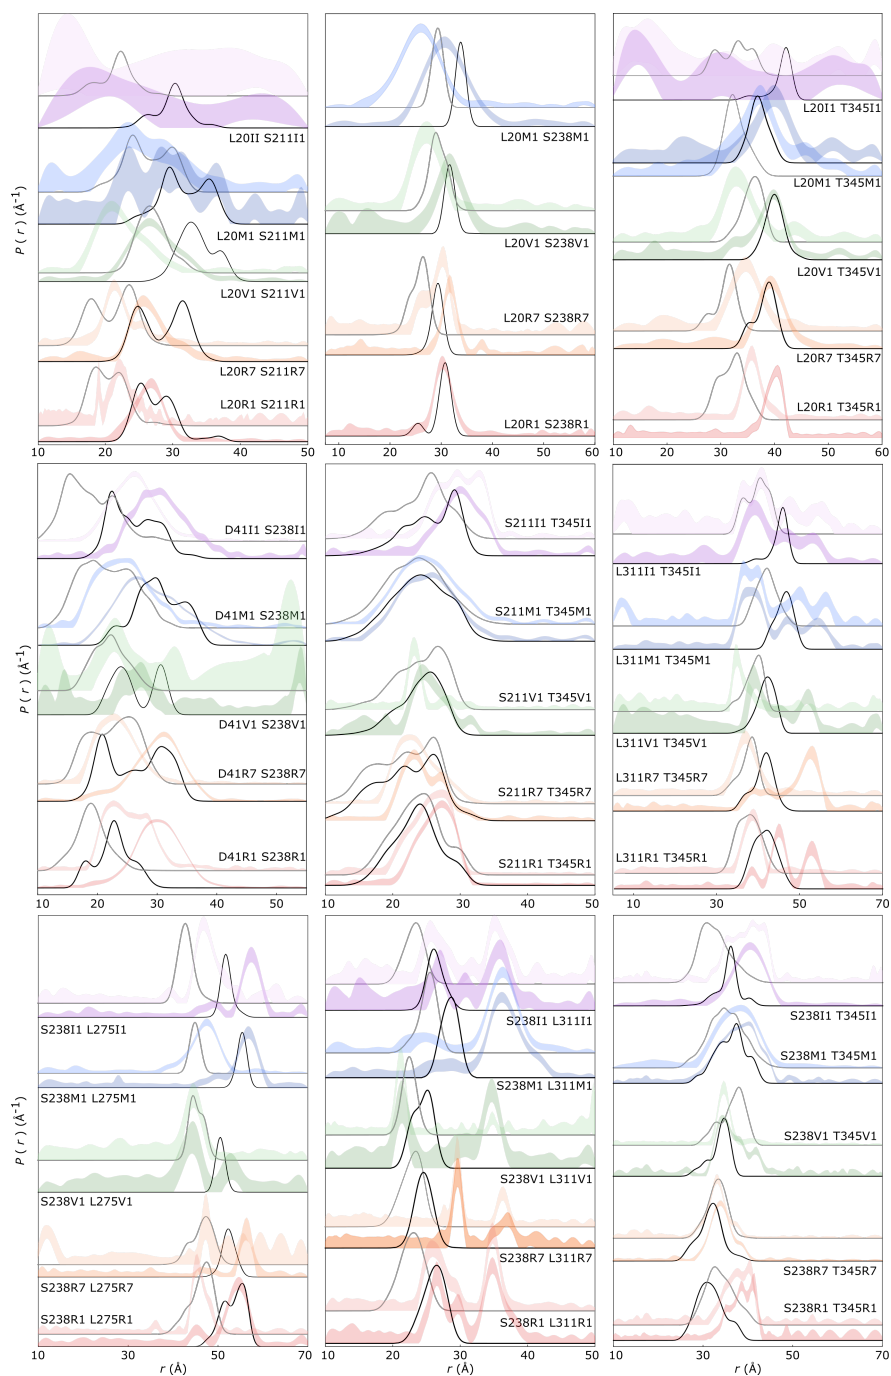 P(r) (Å⁻¹)
L20II S211I1
L20M1 S211M1
L20V1 S211V1
L20R7 S211R7
L20R1 S211R1
10 20 30 40 50
L20M1 S238M1
L20V1 S238V1
L20R7 S238R7
L20R1 S238R1
10 20 30 40 50 60
L20I1 T345I1
L20M1 T345M1
L20V1 T345V1
L20R7 T345R7
L20R1 T345R1
10 20 30 40 50 60
P(r) (Å⁻¹)
D41I1 S238I1
D41M1 S238M1
D41V1 S238V1
D41R7 S238R7
D41R1 S238R1
10 20 30 40 50
S211I1 T345I1
S211M1 T345M1
S211V1 T345V1
S211R7 T345R7
S211R1 T345R1
10 20 30 40 50
L311I1 T345I1
L311M1 T345M1
L311V1 T345V1
L311R7 T345R7
L311R1 T345R1
10 20 30 40 50 60 70
P(r) (Å⁻¹)
S238I1 L275I1
S238M1 L275M1
S238V1 L275V1
S238R7 L275R7
S238R1 L275R1
10 30 50 70
r (Å)
S238I1 L311I1
S238M1 L311M1
S238V1 L311V1
S238R7 L311R7
S238R1 L311R1
10 20 30 40 50
r (Å)
S238I1 T345I1
S238M1 T345M1
S238V1 T345V1
S238R7 T345R7
S238R1 T345R1
10 30 50 70
r (Å)